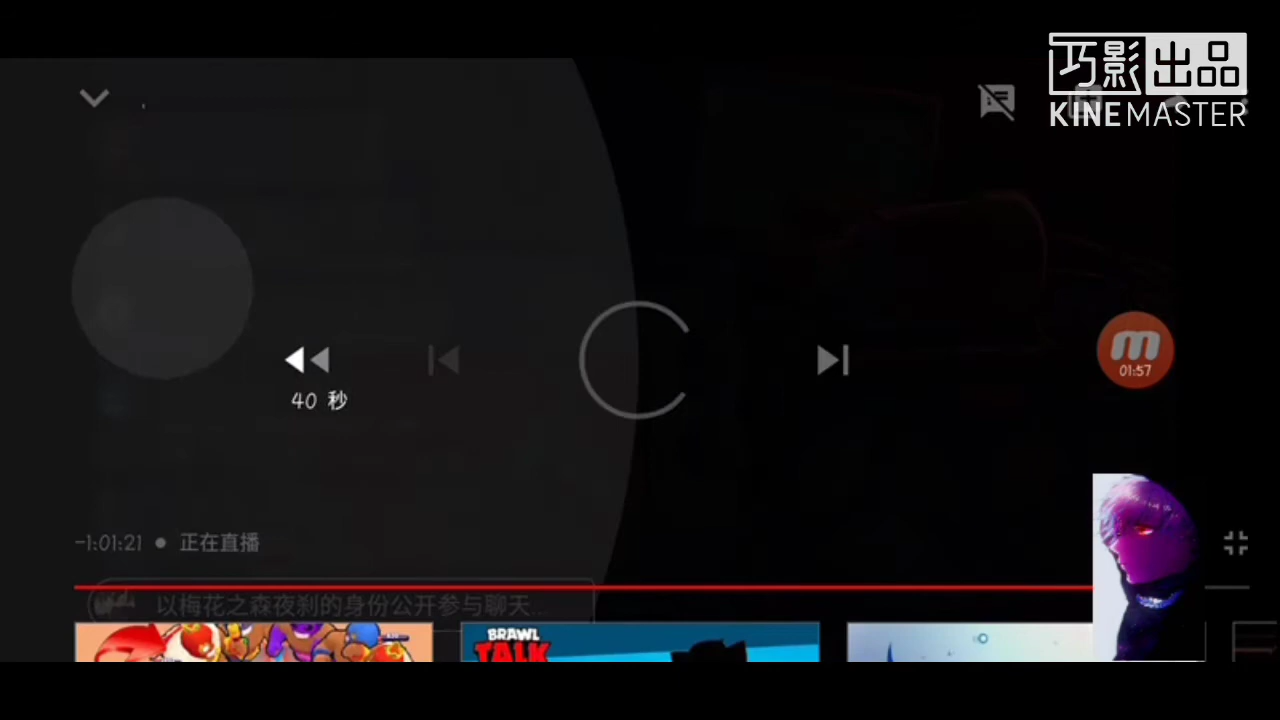 巧影出品
KINEMASTER
40 秒
01:57
-1:01:21 ● 正在直播
以梅花之森夜刹的身份公开参与聊天...
BRAWL
TALK